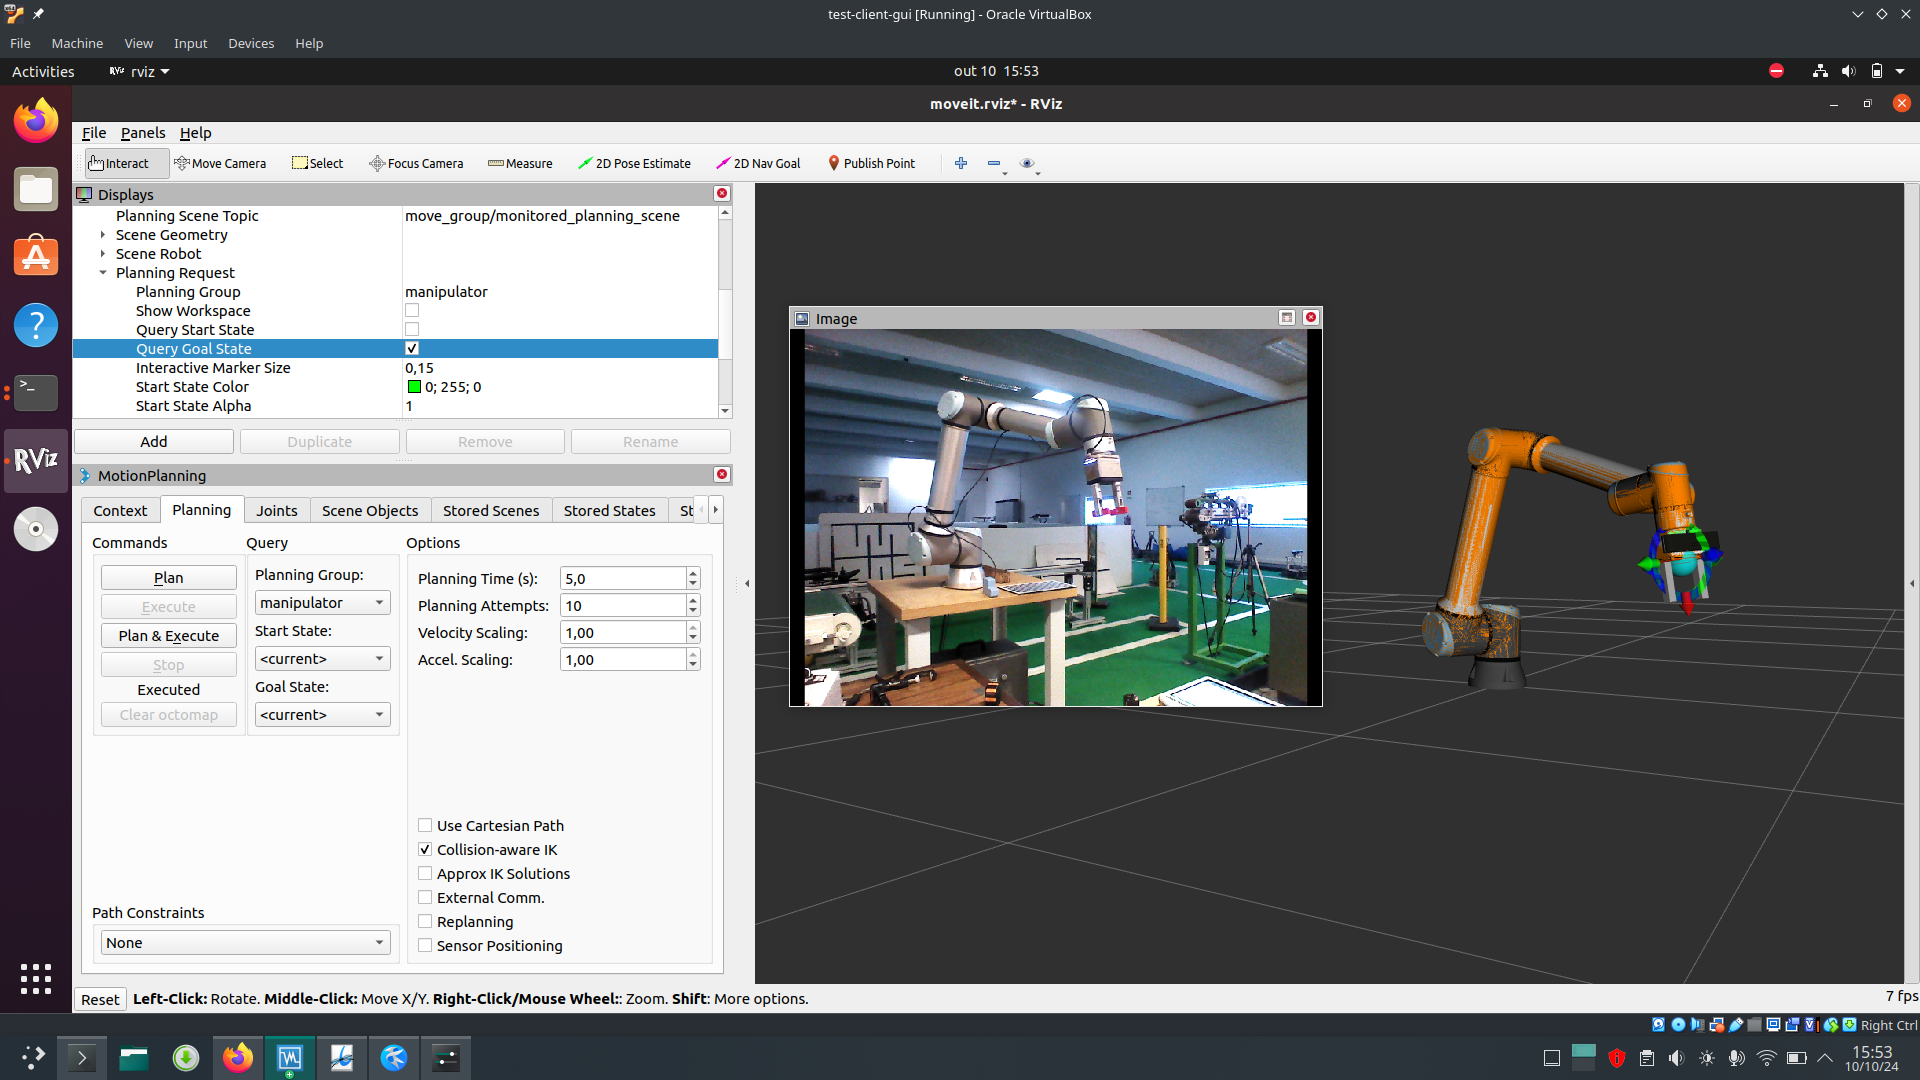 test-client-gui [Running] - Oracle VirtualBox
File Machine View Input Devices Help
Activities RViz rviz out 10 15:53
moveit.rviz* - RViz
File Panels Help
Interact Move Camera Select Focus Camera Measure 2D Pose Estimate 2D Nav Goal Publish Point
Displays
Planning Scene Topic move_group/monitored_planning_scene
Scene Geometry
Scene Robot
Planning Request
Planning Group manipulator
Show Workspace
Query Start State
Query Goal State
Interactive Marker Size 0,15
Start State Color 0; 255; 0
Start State Alpha 1
Add Duplicate Remove Rename
RViz
MotionPlanning
Context Planning Joints Scene Objects Stored Scenes Stored States St
Commands Query Options
Plan
Execute
Plan & Execute
Stop
Executed
Clear octomap
Planning Group:
manipulator
Start State:
<current>
Goal State:
<current>
Planning Time (s): 5,0
Planning Attempts: 10
Velocity Scaling: 1,00
Accel. Scaling: 1,00
Use Cartesian Path
Collision-aware IK
Approx IK Solutions
External Comm.
Replanning
Sensor Positioning
Path Constraints
None
Image
Reset Left-Click: Rotate. Middle-Click: Move X/Y. Right-Click/Mouse Wheel:: Zoom. Shift: More options. 7 fps
Right Ctrl
15:53
10/10/24